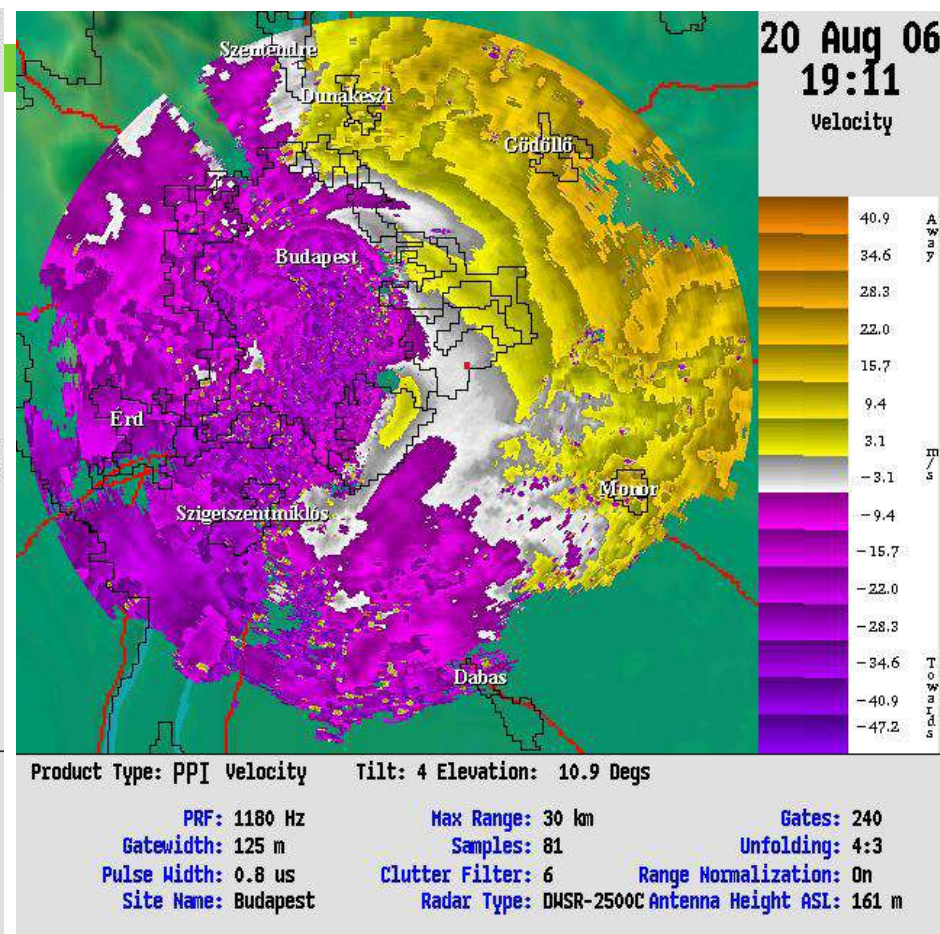 20 Aug 06
19:11
Velocity
Szentendre
Dunakeszi
Gödöllő
Budapest
Érd
Monor
Szigetszentmiklós
Dabas
40.9
34.6
28.3
22.0
15.7
9.4
3.1
-3.1
-9.4
-15.7
-22.0
-28.3
-34.6
-40.9
-47.2
Away
m/s
Towards
Product Type: PPI Velocity Tilt: 4 Elevation: 10.9 Degs
PRF: 1180 Hz Max Range: 30 km Gates: 240
Gatewidth: 125 m Samples: 81 Unfolding: 4:3
Pulse Width: 0.8 us Clutter Filter: 6 Range Normalization: On
Site Name: Budapest Radar Type: DWSR-2500C Antenna Height ASL: 161 m